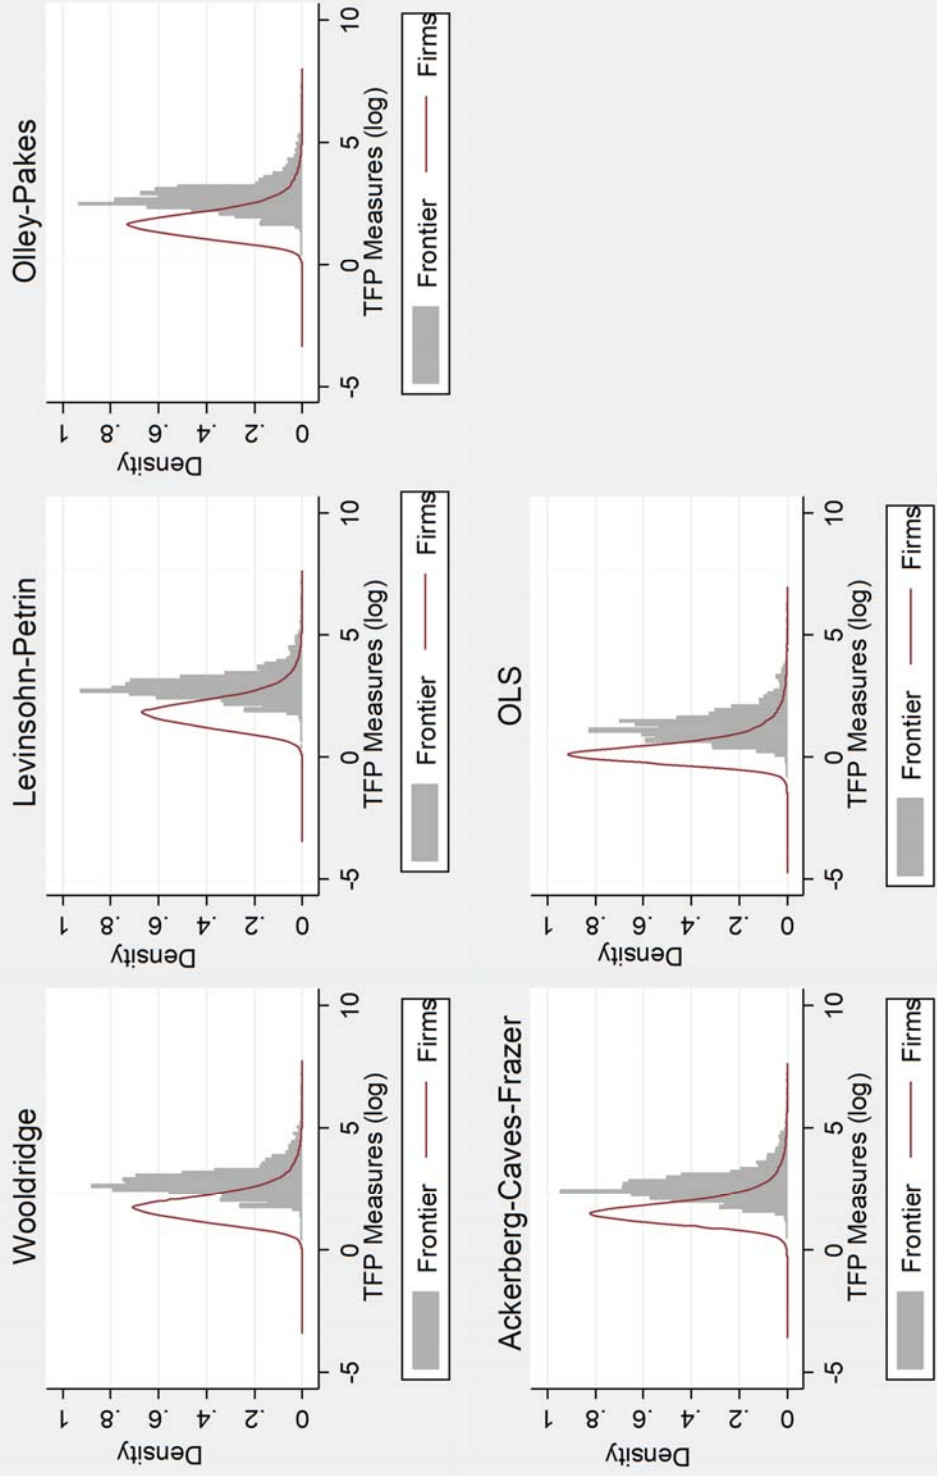 Wooldridge
Density
0 .2 .4 .6 .8 1
-5 0 5 10
TFP Measures (log)
Frontier Firms
Levinsohn-Petrin
Density
0 .2 .4 .6 .8 1
-5 0 5 10
TFP Measures (log)
Frontier Firms
Olley-Pakes
Density
0 .2 .4 .6 .8 1
-5 0 5 10
TFP Measures (log)
Frontier Firms
Ackerberg-Caves-Frazer
Density
0 .2 .4 .6 .8 1
-5 0 5 10
TFP Measures (log)
Frontier Firms
OLS
Density
0 .2 .4 .6 .8 1
-5 0 5 10
TFP Measures (log)
Frontier Firms